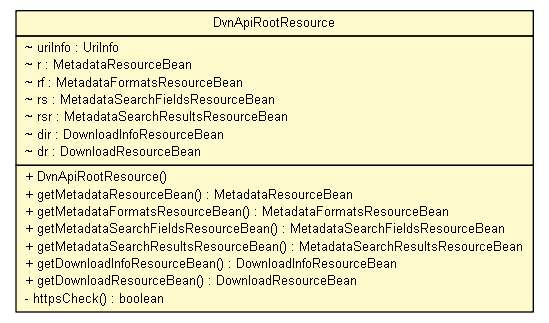 DvnApiRootResource
~ uriInfo : UriInfo
~ r : MetadataResourceBean
~ rf : MetadataFormatsResourceBean
~ rs : MetadataSearchFieldsResourceBean
~ rsr : MetadataSearchResultsResourceBean
~ dir : DownloadInfoResourceBean
~ dr : DownloadResourceBean
+ DvnApiRootResource()
+ getMetadataResourceBean() : MetadataResourceBean
+ getMetadataFormatsResourceBean() : MetadataFormatsResourceBean
+ getMetadataSearchFieldsResourceBean() : MetadataSearchFieldsResourceBean
+ getMetadataSearchResultsResourceBean() : MetadataSearchResultsResourceBean
+ getDownloadInfoResourceBean() : DownloadInfoResourceBean
+ getDownloadResourceBean() : DownloadResourceBean
- httpsCheck() : boolean